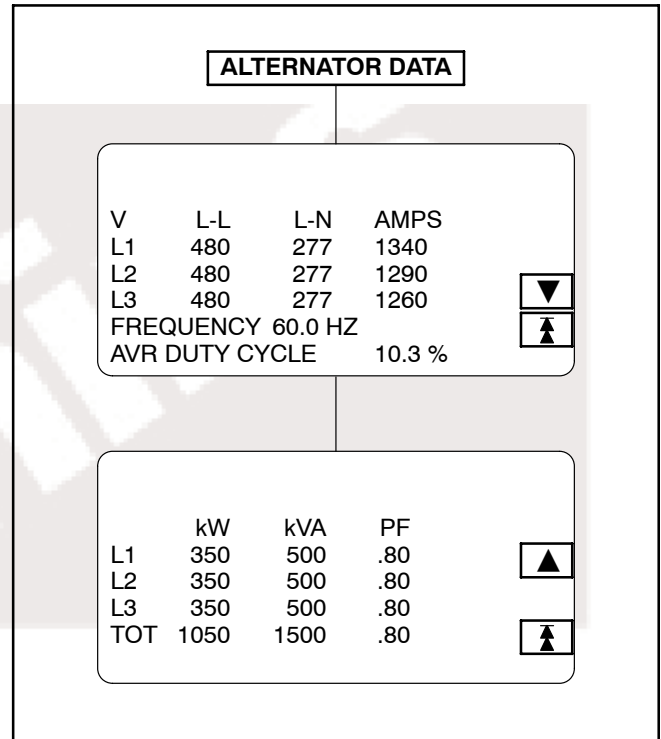 ALTERNATOR DATA
V L-L L-N AMPS
L1 480 277 1340
L2 480 277 1290
L3 480 277 1260
FREQUENCY 60.0 HZ
AVR DUTY CYCLE 10.3 %
kW kVA PF
L1 350 500 .80
L2 350 500 .80
L3 350 500 .80
TOT 1050 1500 .80